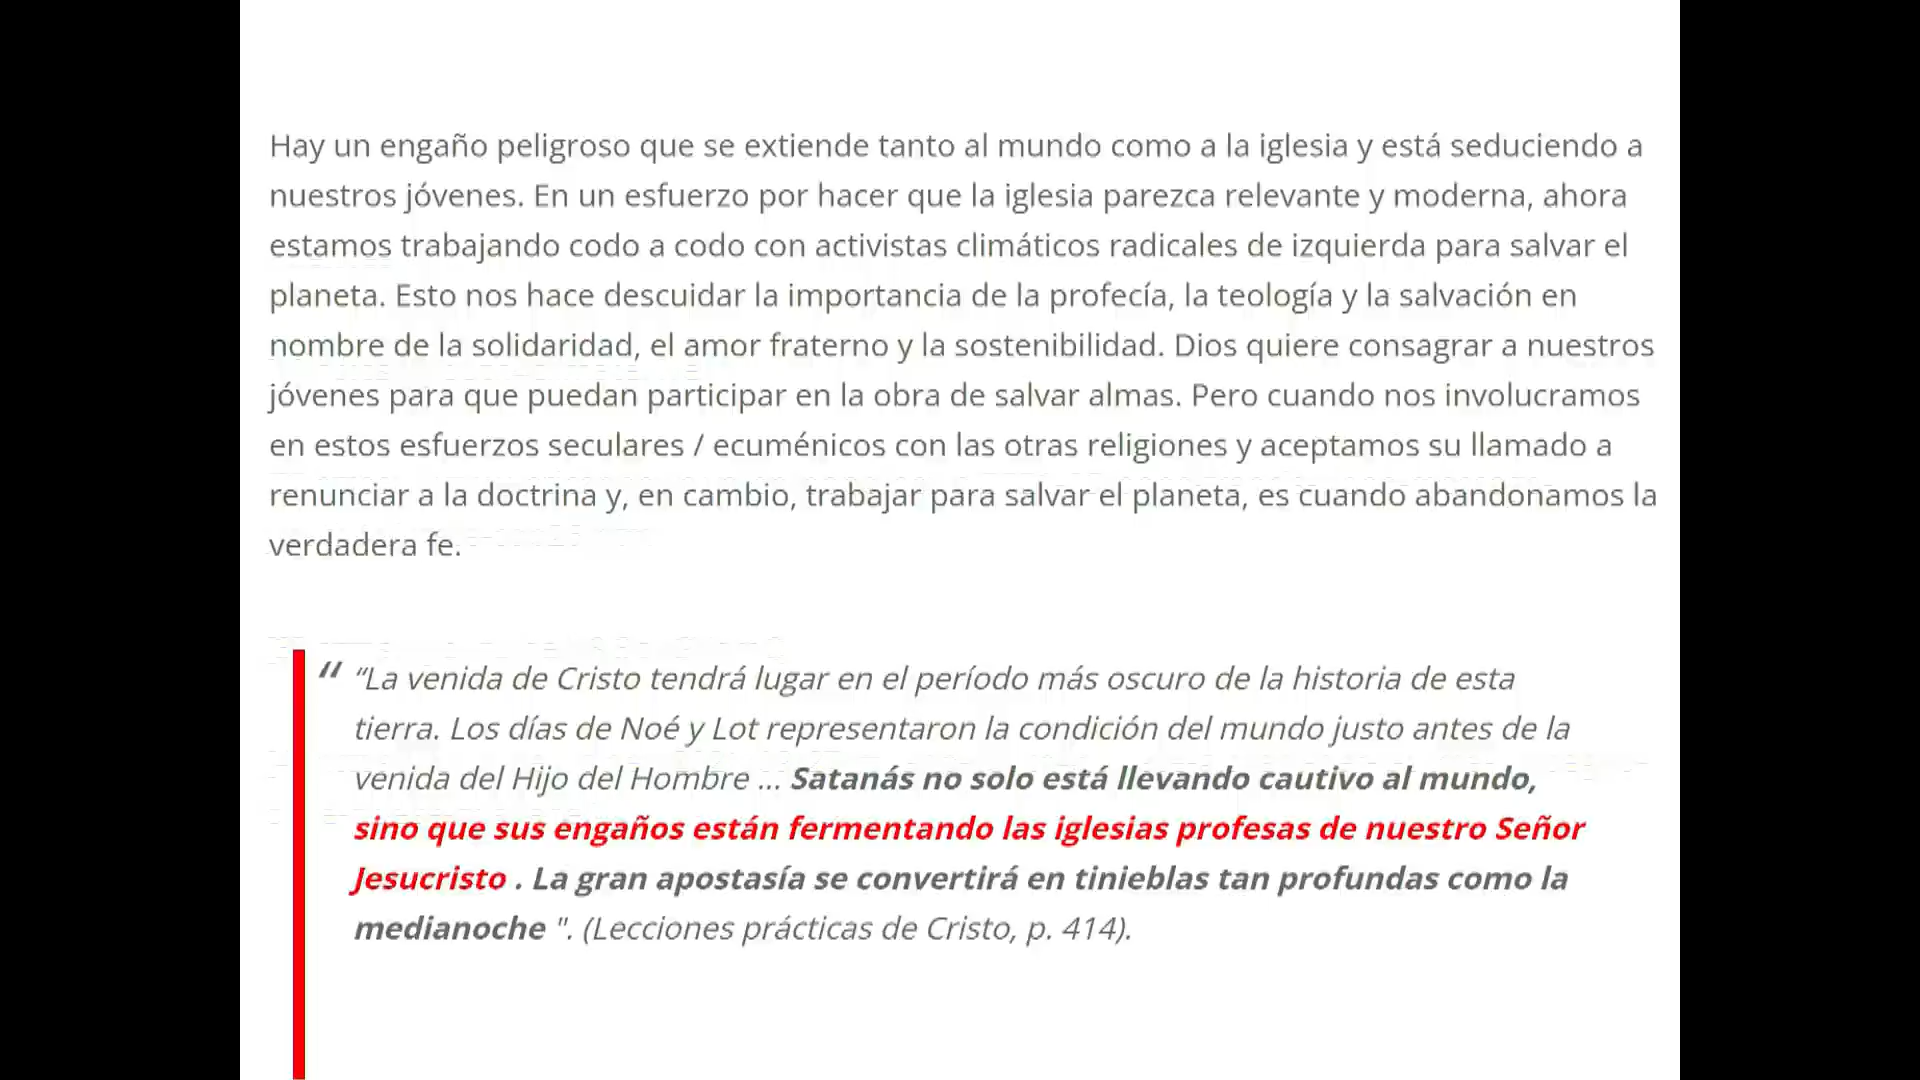 Hay un engaño peligroso que se extiende tanto al mundo como a la iglesia y está seduciendo a
nuestros jóvenes. En un esfuerzo por hacer que la iglesia parezca relevante y moderna, ahora
estamos trabajando codo a codo con activistas climáticos radicales de izquierda para salvar el
planeta. Esto nos hace descuidar la importancia de la profecía, la teología y la salvación en
nombre de la solidaridad, el amor fraterno y la sostenibilidad. Dios quiere consagrar a nuestros
jóvenes para que puedan participar en la obra de salvar almas. Pero cuando nos involucramos
en estos esfuerzos seculares / ecuménicos con las otras religiones y aceptamos su llamado a
renunciar a la doctrina y, en cambio, trabajar para salvar el planeta, es cuando abandonamos la
verdadera fe.
“ “La venida de Cristo tendrá lugar en el período más oscuro de la historia de esta
tierra. Los días de Noé y Lot representaron la condición del mundo justo antes de la
venida del Hijo del Hombre ... Satanás no solo está llevando cautivo al mundo,
sino que sus engaños están fermentando las iglesias profesas de nuestro Señor
Jesucristo . La gran apostasía se convertirá en tinieblas tan profundas como la
medianoche ". (Lecciones prácticas de Cristo, p. 414).